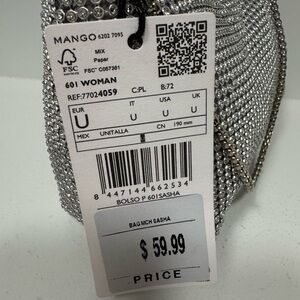 MANGO 6202 7095
FSC
MIX
Paper
FSC® C057361
601 WOMAN
REF:77024059 C:PL B:72
EUR IT USA UK
U U U U
MEX UNITALLA CN 190 mm
8 447144 662534
BOLSO P 601SASHA
BAG MCH SASHA
$ 59.99
PRICE